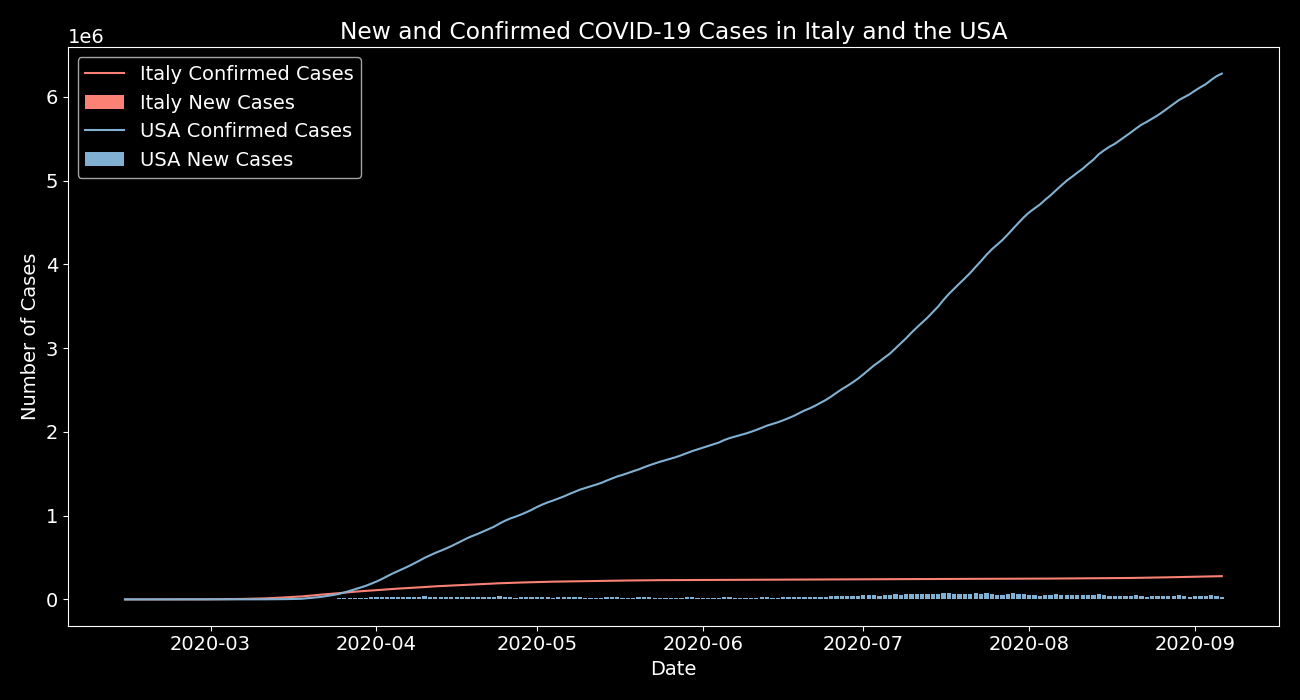 New and Confirmed COVID-19 Cases in Italy and the USA
1e6
Italy Confirmed Cases
Italy New Cases
USA Confirmed Cases
USA New Cases
6
5
4
3
2
1
0
Number of Cases
2020-03 2020-04 2020-05 2020-06 2020-07 2020-08 2020-09
Date